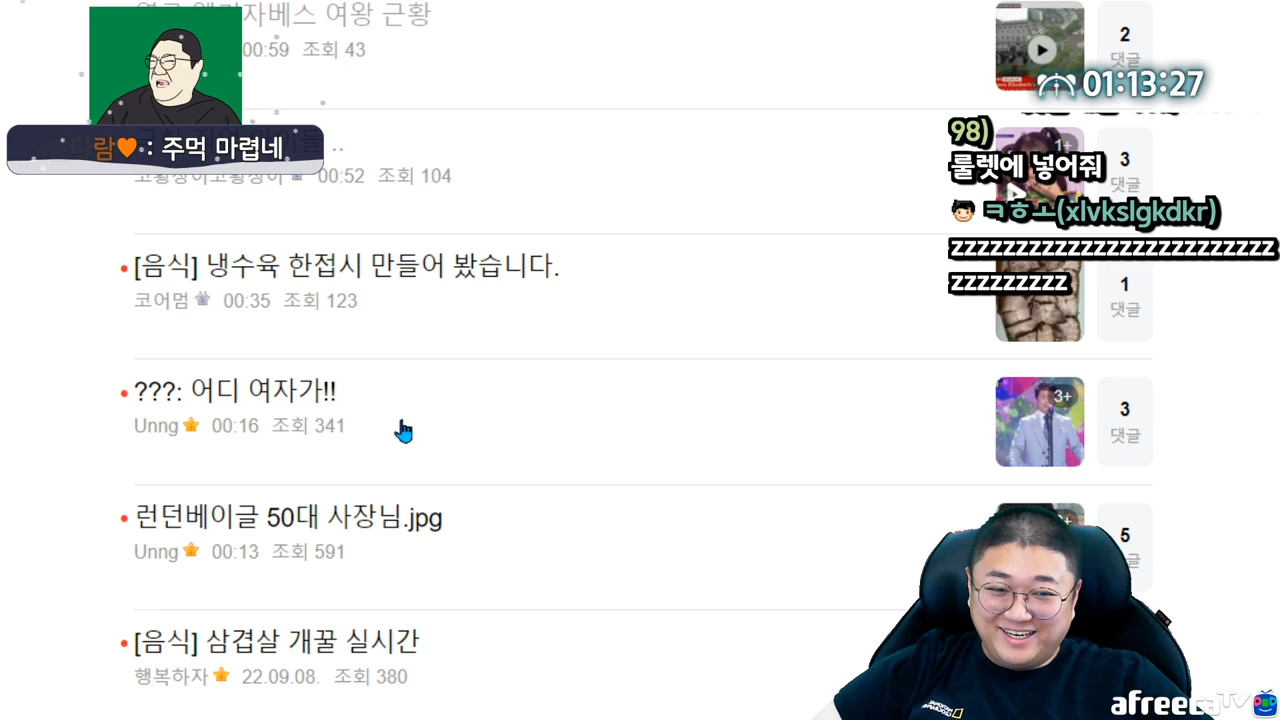 자베스 여왕 근황
00:59 조회 43
2
댓글
01:13:27
람🧡 : 주먹 마렵네
..
00:52 조회 104
98)
룰렛에 넣어줘
1+
3
댓글
ㅋㅎㅗ(xlvkslgkdkr)
zzzzzzzzzzzzzzzzzzzzzzzzz
zzzzzzzzz
[음식] 냉수육 한접시 만들어 봤습니다.
코어멈 00:35 조회 123
1
댓글
???: 어디 여자가!!
Unng 00:16 조회 341
3+
3
댓글
런던베이글 50대 사장님.jpg
Unng 00:13 조회 591
5
[음식] 삼겹살 개꿀 실시간
행복하자 22.09.08. 조회 380
NATIONAL
afreecaTV